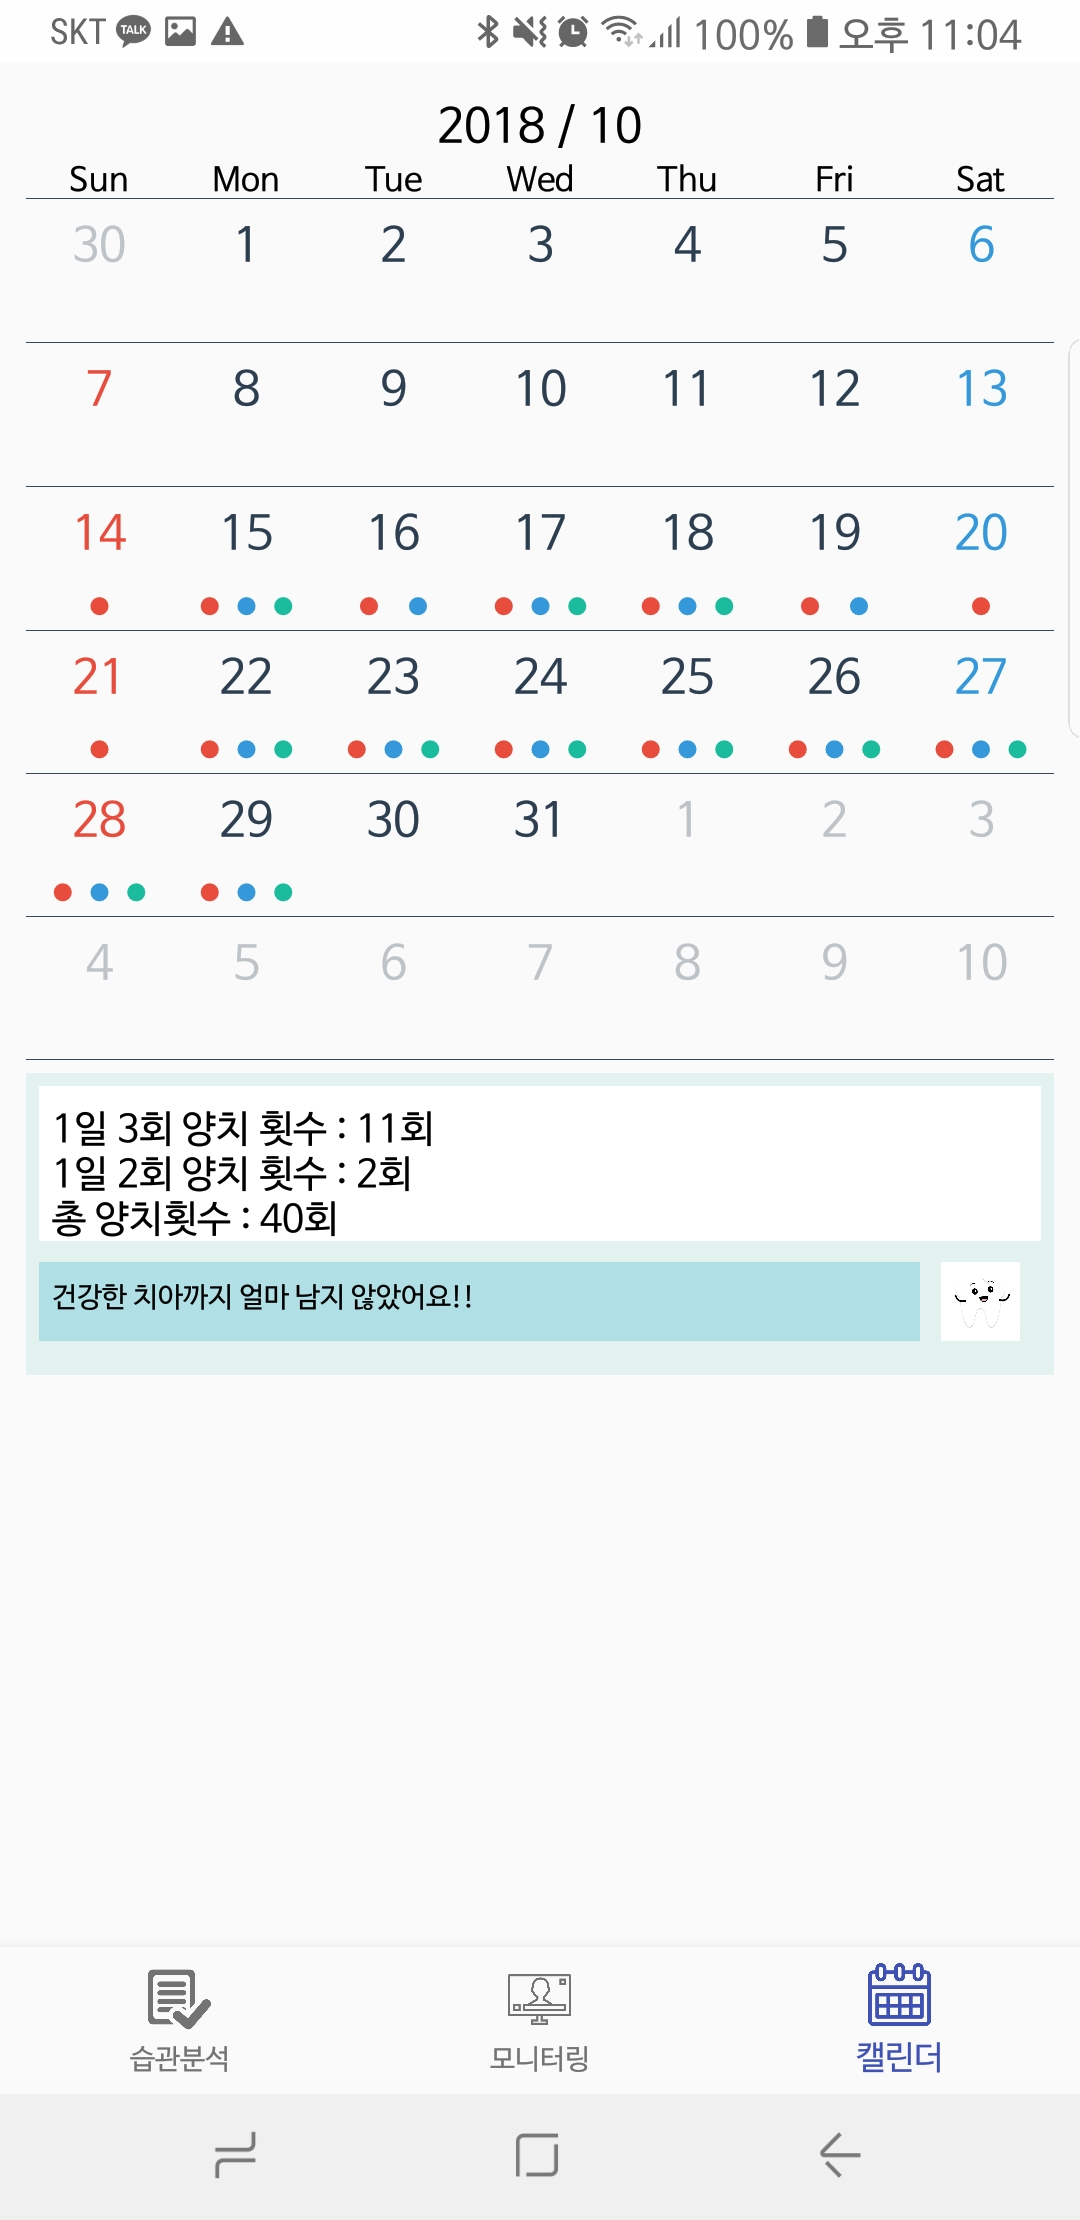 SKT TALK 100% 오후 11:04
2018 / 10
Sun Mon Tue Wed Thu Fri Sat
30 1 2 3 4 5 6
7 8 9 10 11 12 13
14 15 16 17 18 19 20
21 22 23 24 25 26 27
28 29 30 31 1 2 3
4 5 6 7 8 9 10
1일 3회 양치 횟수 : 11회
1일 2회 양치 횟수 : 2회
총 양치횟수 : 40회
건강한 치아까지 얼마 남지 않았어요!!
습관분석 모니터링 캘린더